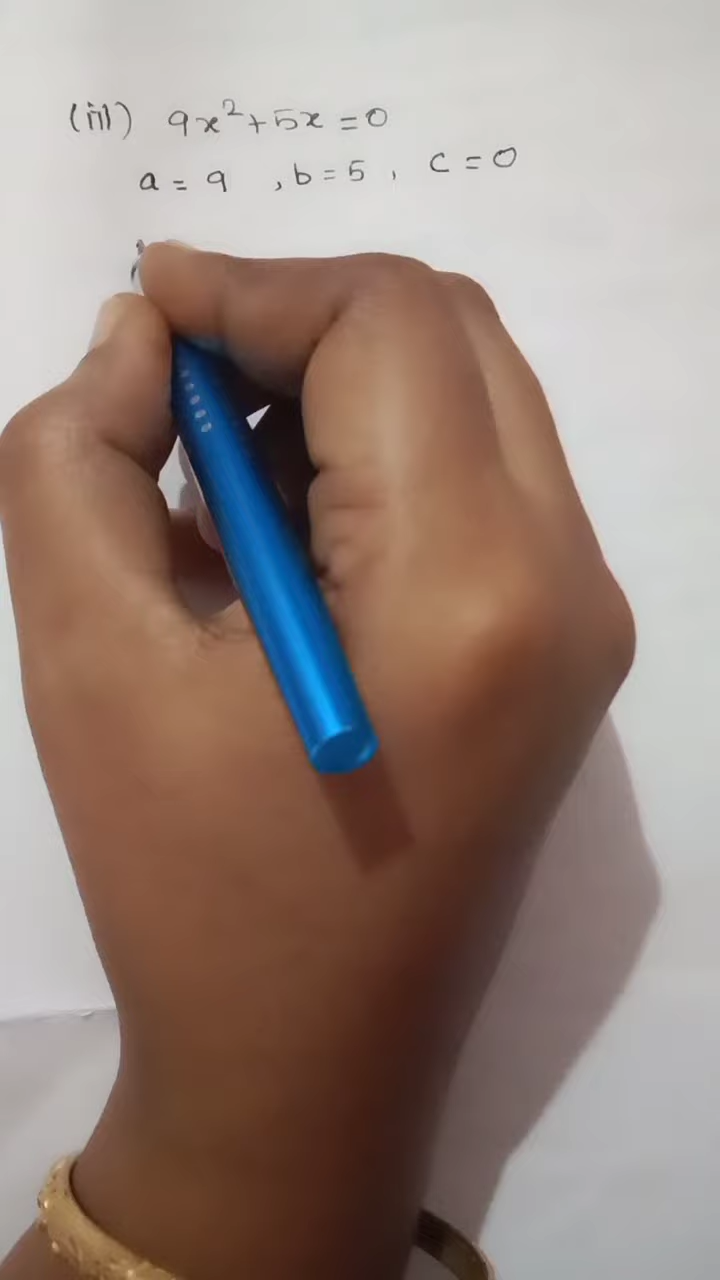 (iii) 9x²+5x=0
a = 9 , b = 5 , c = 0